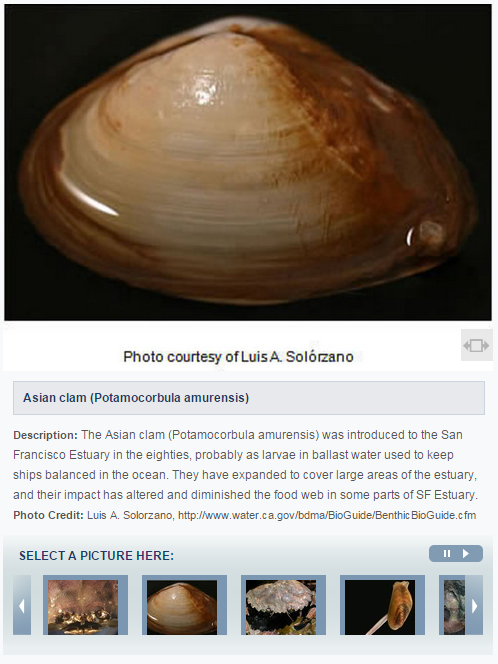 Photo courtesy of Luis A. Solórzano
Asian clam (Potamocorbula amurensis)
Description: The Asian clam (Potamocorbula amurensis) was introduced to the San
Francisco Estuary in the eighties, probably as larvae in ballast water used to keep
ships balanced in the ocean. They have expanded to cover large areas of the estuary,
and their impact has altered and diminished the food web in some parts of SF Estuary.
Photo Credit: Luis A. Solorzano, http://www.water.ca.gov/bdma/BioGuide/BenthicBioGuide.cfm
SELECT A PICTURE HERE: